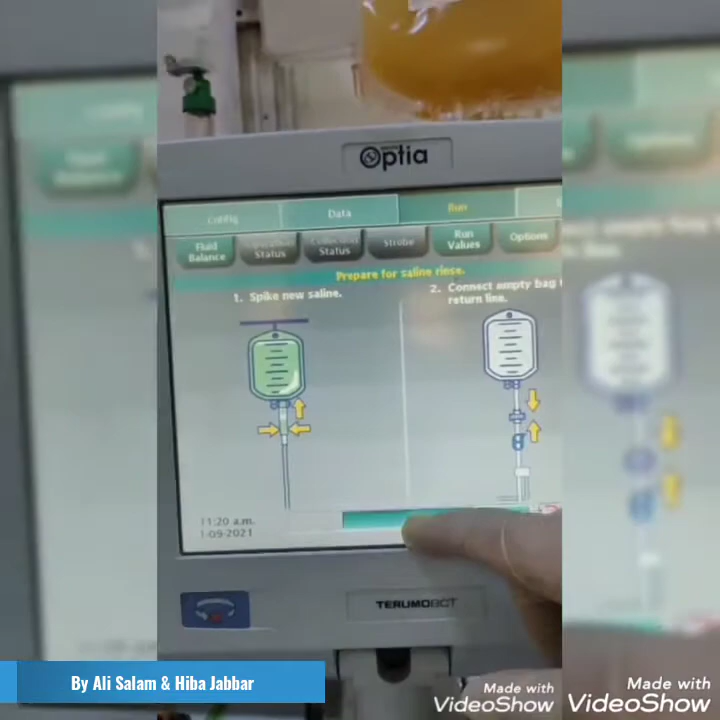 Optia
Config Data Run
Fluid Balance
Status
Collection Status
Strobe
Run Values
Options
Prepare for saline rinse.
1. Spike new saline.
2. Connect empty bag
return line.
11:20 a.m.
1-09-2021
TERUMOBCT
By Ali Salam & Hiba Jabbar
Made with
VideoShow
Made with
VideoShow